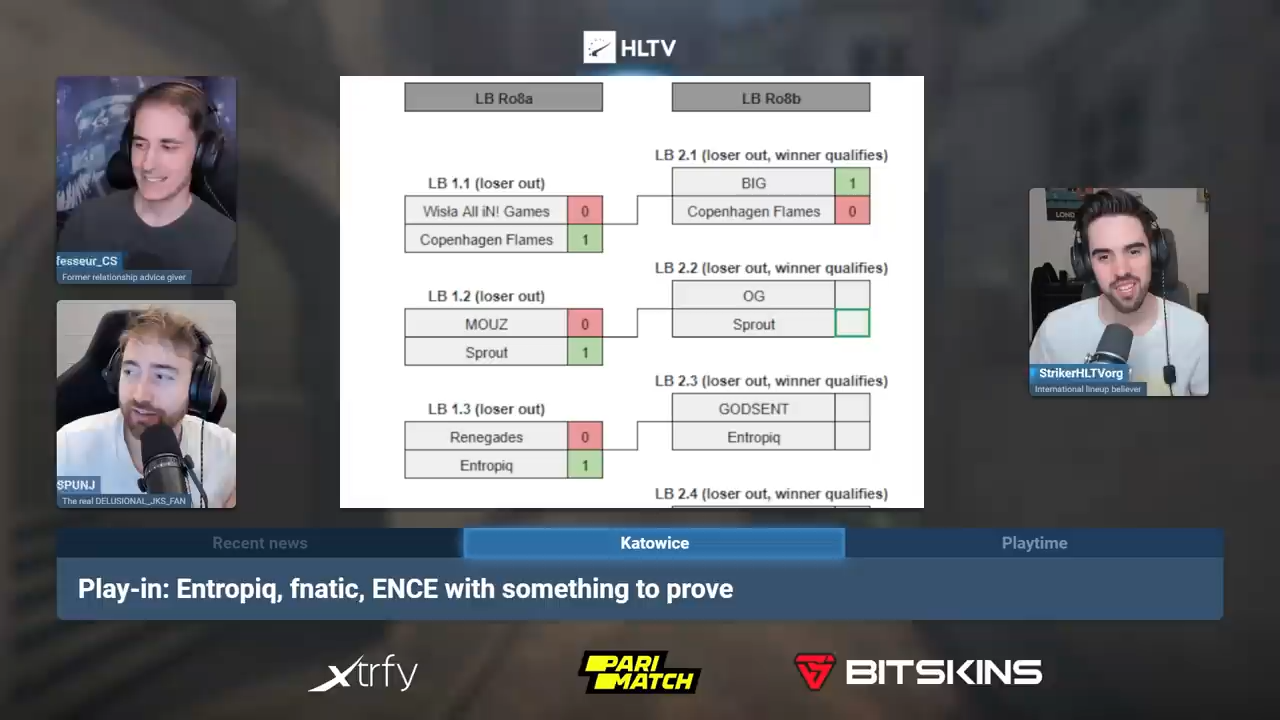 HLTV
LB Ro8a
LB Ro8b
LB 2.1 (loser out, winner qualifies)
LB 1.1 (loser out)
BIG 1
Wisła All iN! Games 0
Copenhagen Flames 0
Copenhagen Flames 1
LB 2.2 (loser out, winner qualifies)
LB 1.2 (loser out)
OG
MOUZ 0
Sprout
Sprout 1
LB 2.3 (loser out, winner qualifies)
LB 1.3 (loser out)
GODSENT
Renegades 0
Entropiq
Entropiq 1
LB 2.4 (loser out, winner qualifies)
fesseur_CS
Former relationship advice giver
SPUNJ
The real DELUSIONAL_JKS_FAN
LOND
StrikerHLTVorg
International lineup believer
Recent news
Katowice
Playtime
Play-in: Entropiq, fnatic, ENCE with something to prove
xtrfy
PARI
MATCH
BITSKINS